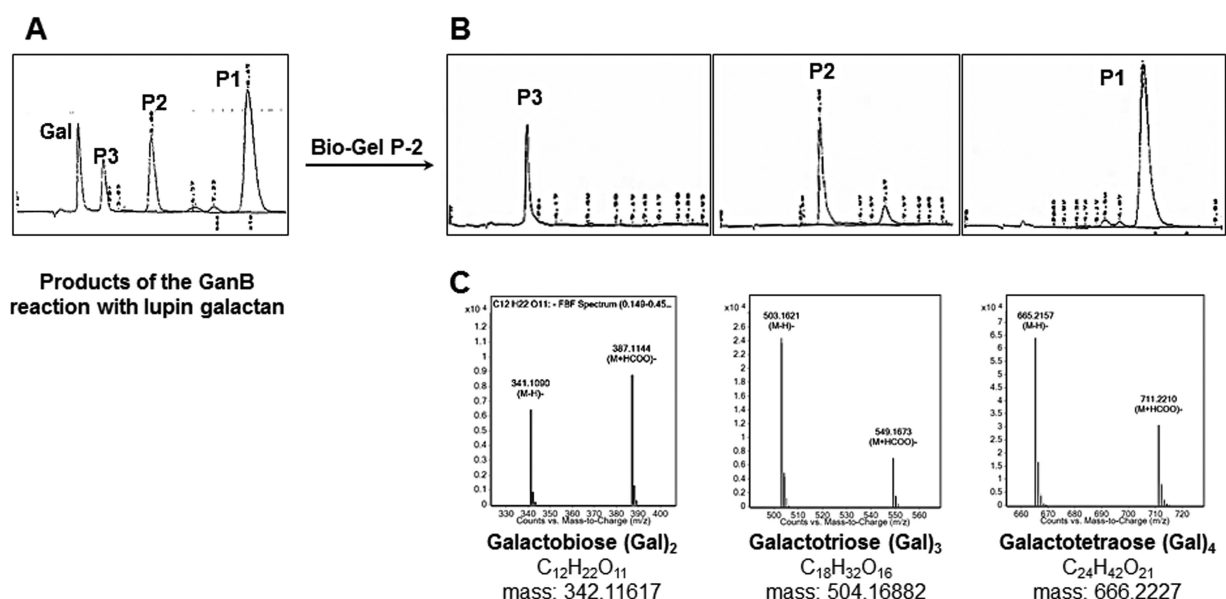 A
B
P1
P2
Gal
P3
Bio-Gel P-2
P3
P2
P1
Products of the GanB
reaction with lupin galactan
C
C12 H22 O11: - FBF Spectrum (0.149-0.45...
x10 4
1.2
1.1
1
0.9
0.8
0.7
0.6
0.5
0.4
0.3
0.2
0.1
0
387.1144
(M+HCOO)-
341.1090
(M-H)-
330 340 350 360 370 380 390 400
Counts vs. Mass-to-Charge (m/z)
x10 4
2.6
2.4
2.2
2
1.8
1.6
1.4
1.2
1
0.8
0.6
0.4
0.2
0
503.1621
(M-H)-
549.1673
(M+HCOO)-
500 510 520 530 540 550 560
Counts vs. Mass-to-Charge (m/z)
x10 4
7
6.5
6
5.5
5
4.5
4
3.5
3
2.5
2
1.5
1
0.5
0
665.2157
(M-H)-
711.2210
(M+HCOO)-
660 670 680 690 700 710 720
Counts vs. Mass-to-Charge (m/z)
Galactobiose (Gal)2
C12H22O11
mass: 342.11617
Galactotriose (Gal)3
C18H32O16
mass: 504.16882
Galactotetraose (Gal)4
C24H42O21
mass: 666.2227